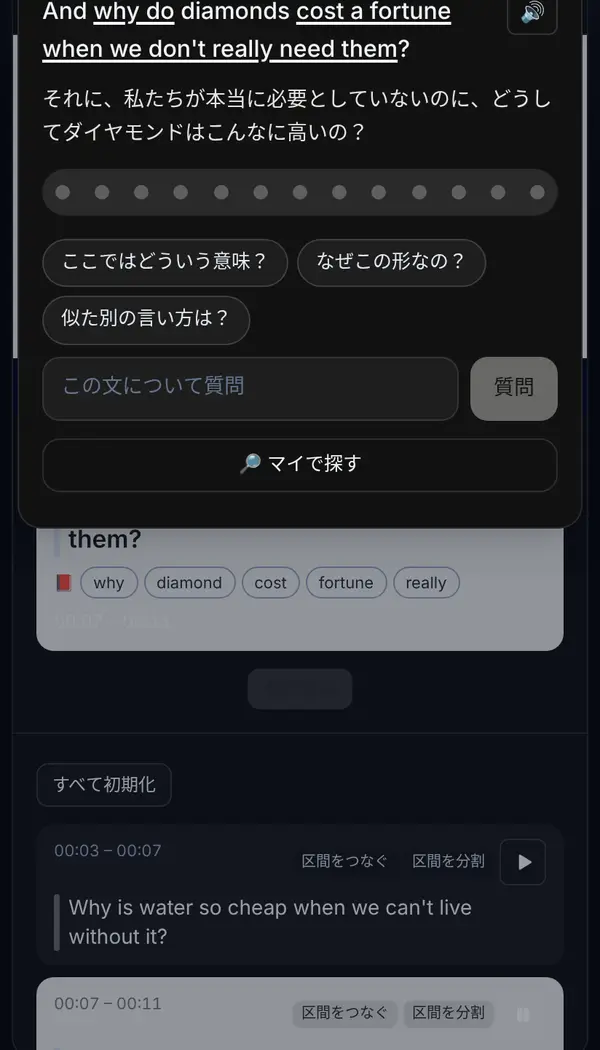 And why do diamonds cost a fortune
when we don't really need them?
それに、私たちが本当に必要としていないのに、どうし
てダイヤモンドはこんなに高いの？
ここではどういう意味？
なぜこの形なの？
似た別の言い方は？
この文について質問
質問
🔎 マイで探す
them?
why
diamond
cost
fortune
really
すべて初期化
00:03 – 00:07
区間をつなぐ
区間を分割
Why is water so cheap when we can't live
without it?
00:07 – 00:11
区間をつなぐ
区間を分割